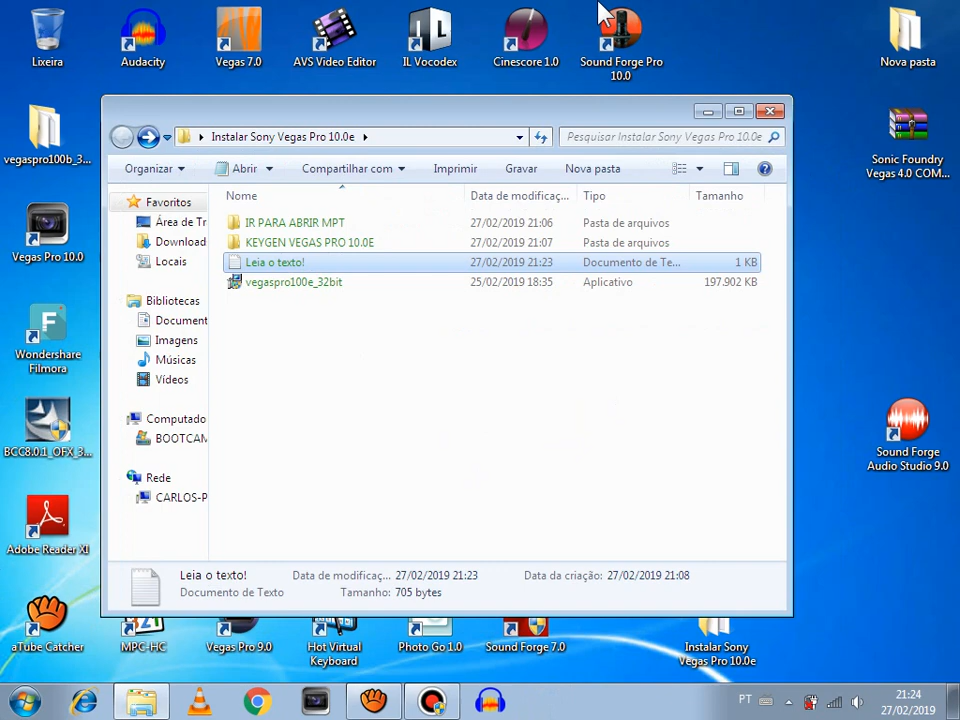 Lixeira
Audacity
Vegas 7.0
AVS Video Editor
IL Vocodex
Cinescore 1.0
Sound Forge Pro
10.0
Nova pasta
vegaspro100b_3...
Sonic Foundry
Vegas 4.0 COM...
Vegas Pro 10.0
Wondershare
Filmora
BCC8.0.1_OFX_3...
Sound Forge
Audio Studio 9.0
Adobe Reader XI
Instalar Sony Vegas Pro 10.0e
Pesquisar Instalar Sony Vegas Pro 10.0e
Organizar
Abrir
Compartilhar com
Imprimir
Gravar
Nova pasta
Favoritos
Área de Tr
Download
Locais
Bibliotecas
Document
Imagens
Músicas
Vídeos
Computado
BOOTCAM
Rede
CARLOS-P
Nome
Data de modificaç...
Tipo
Tamanho
IR PARA ABRIR MPT
27/02/2019 21:06
Pasta de arquivos
KEYGEN VEGAS PRO 10.0E
27/02/2019 21:07
Pasta de arquivos
Leia o texto!
27/02/2019 21:23
Documento de Te...
1 KB
vegaspro100e_32bit
25/02/2019 18:35
Aplicativo
197.902 KB
Leia o texto!
Data de modificaç... 27/02/2019 21:23
Data da criação: 27/02/2019 21:08
Documento de Texto
Tamanho: 705 bytes
aTube Catcher
MPC-HC
Vegas Pro 9.0
Hot Virtual
Keyboard
Photo Go 1.0
Sound Forge 7.0
Instalar Sony
Vegas Pro 10.0e
PT
21:24
27/02/2019